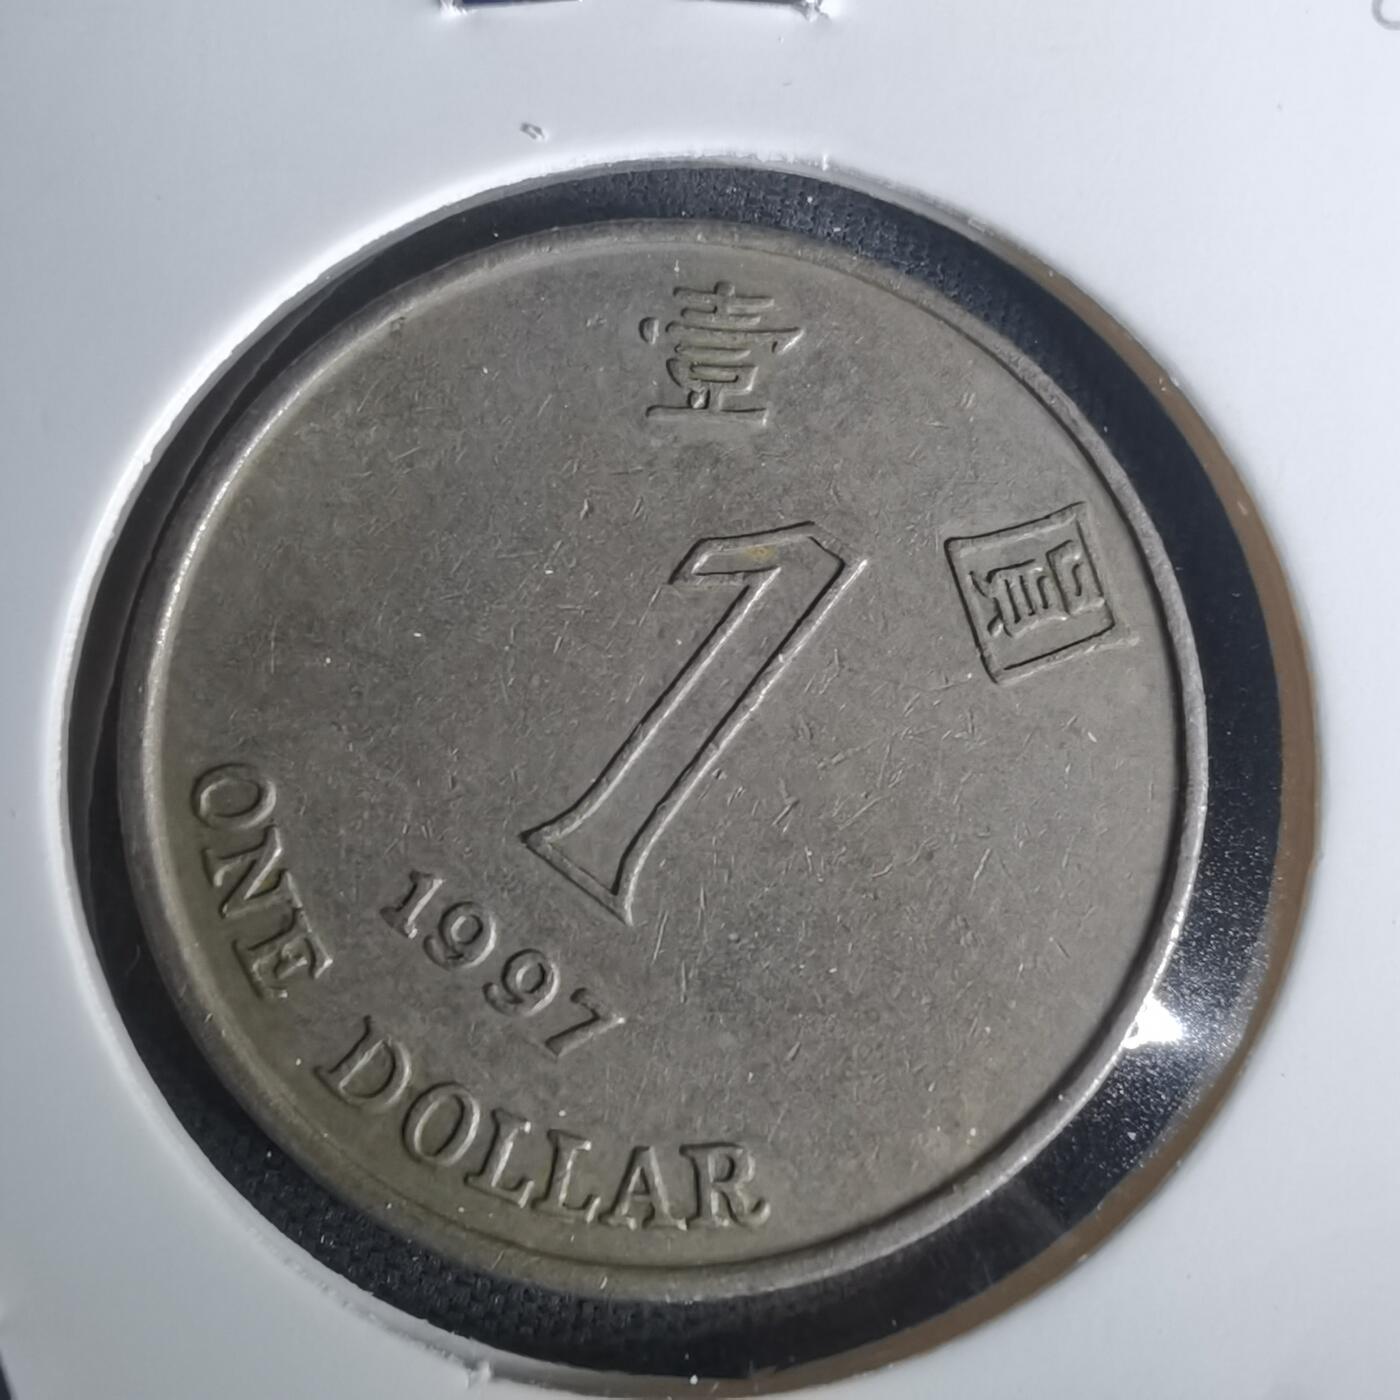 壹
圓
1
1997
ONE DOLLAR